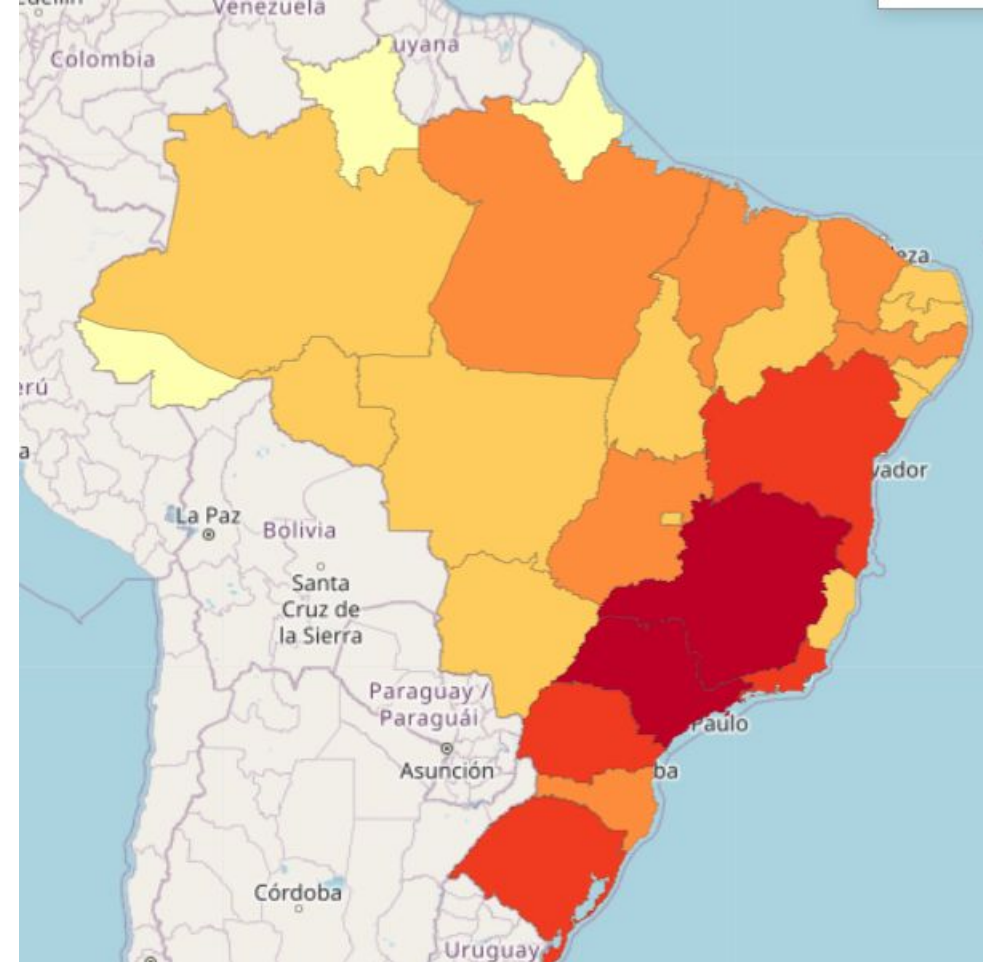 Venezuela
uyana
Colombia
eza
erú
vador
La Paz
Bolivia
Santa
Cruz de
la Sierra
Paraguay /
Paraguái
Paulo
Asunción
ba
Córdoba
Uruguay